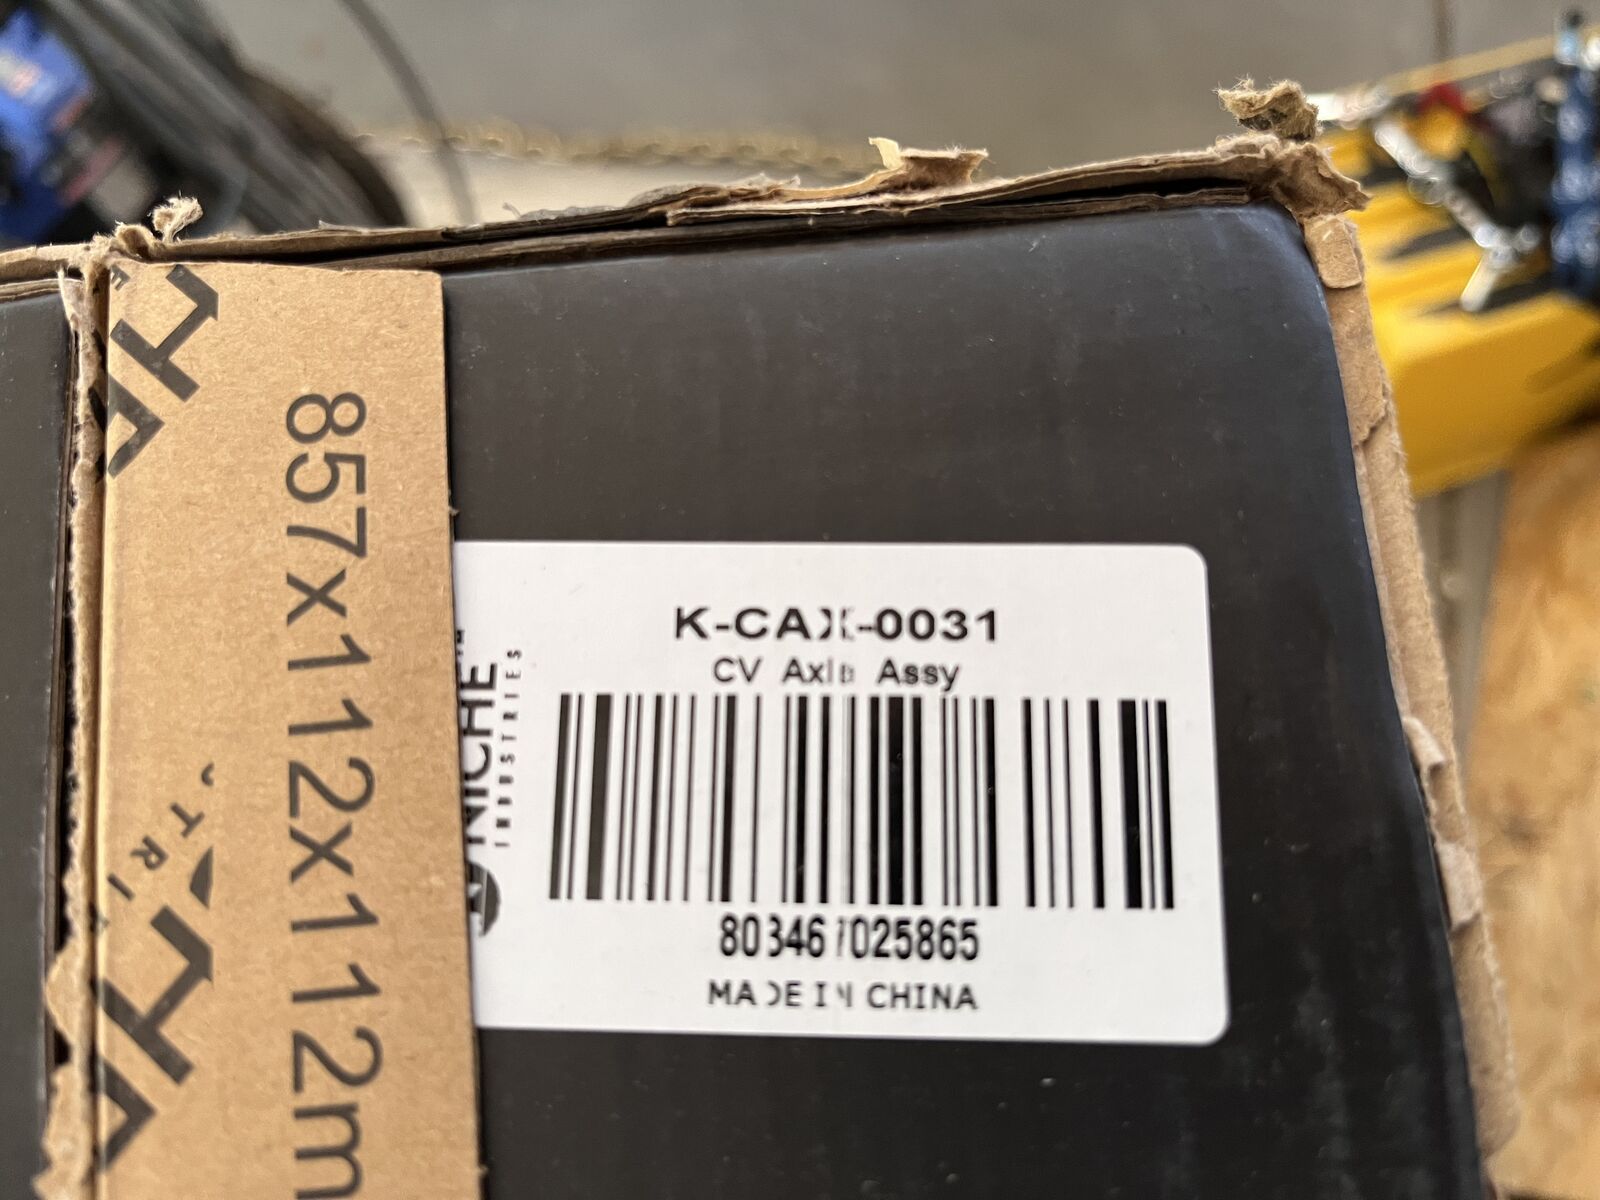 K-CAX-0031
CV Axle Assy
803467025865
MADE IN CHINA
NICHE
INDUSTRIES
857x112x112m